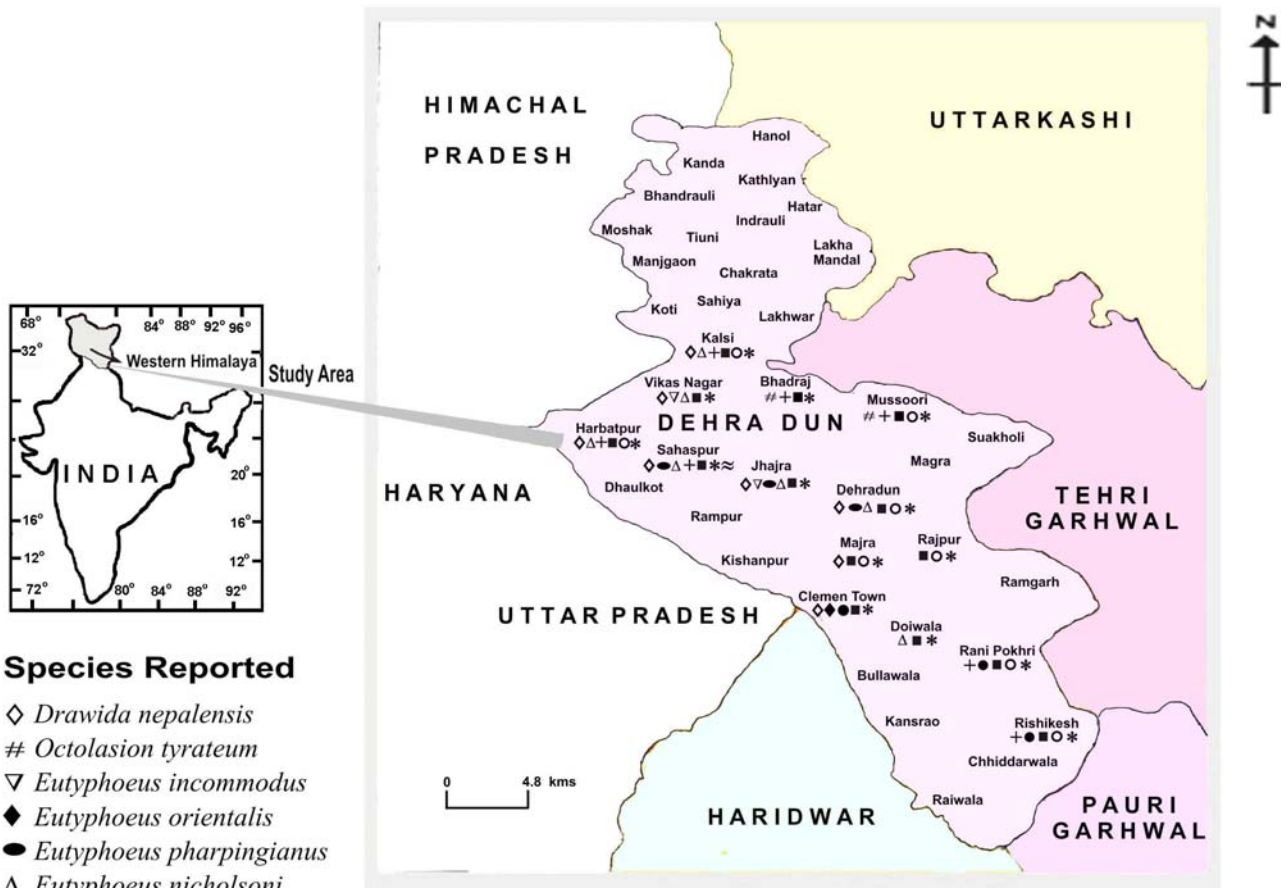 N
HIMACHAL
PRADESH
UTTARKASHI
Hanol
Kanda
Kathlyan
Bhandrauli
Hatar
Indrauli
Moshak
Tiuni
Lakha
Mandal
Manjgaon
Chakrata
Koti
Sahiya
Lakhwar
Kalsi
◊△+■○*
Vikas Nagar
◊▽△■*
Bhadraj
#+■*
Mussoori
#+■○*
DEHRA DUN
Harbatpur
◊△+■○*
Suakholi
Sahaspur
◊⬬△+■*≈
Jhajra
◊▽⬬△■*
Magra
Dhaulkot
Dehradun
◊⬬△■○*
HARYANA
TEHRI
GARHWAL
Rampur
Majra
◊■○*
Rajpur
■○*
Kishanpur
Ramgarh
Clemen Town
◊♦●■*
UTTAR PRADESH
Doiwala
△■*
Rani Pokhri
+●■○*
Bullawala
Kansrao
Rishikesh
+●■○*
Chhiddarwala
Raiwala
HARIDWAR
PAURI
GARHWAL
0 4.8 kms
68° 84° 88° 92° 96°
32°
Western Himalaya
Study Area
INDIA
20°
16° 16°
12° 12°
72° 80° 84° 88° 92°
Species Reported
◊ Drawida nepalensis
# Octolasion tyrateum
▽ Eutyphoeus incommodus
♦ Eutyphoeus orientalis
⬬ Eutyphoeus pharpingianus
△ Eutyphoeus nicholsoni